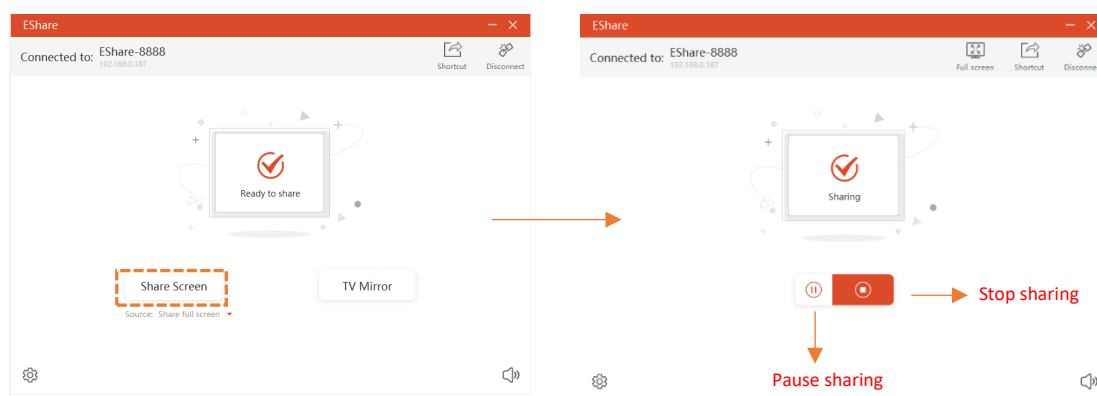 EShare
Connected to: EShare-8888
192.168.0.187
Shortcut
Disconnect
Ready to share
Share Screen
TV Mirror
Source: Share full screen
EShare
Connected to: EShare-8888
192.168.0.187
Full screen
Shortcut
Disconne
Sharing
Stop sharing
Pause sharing